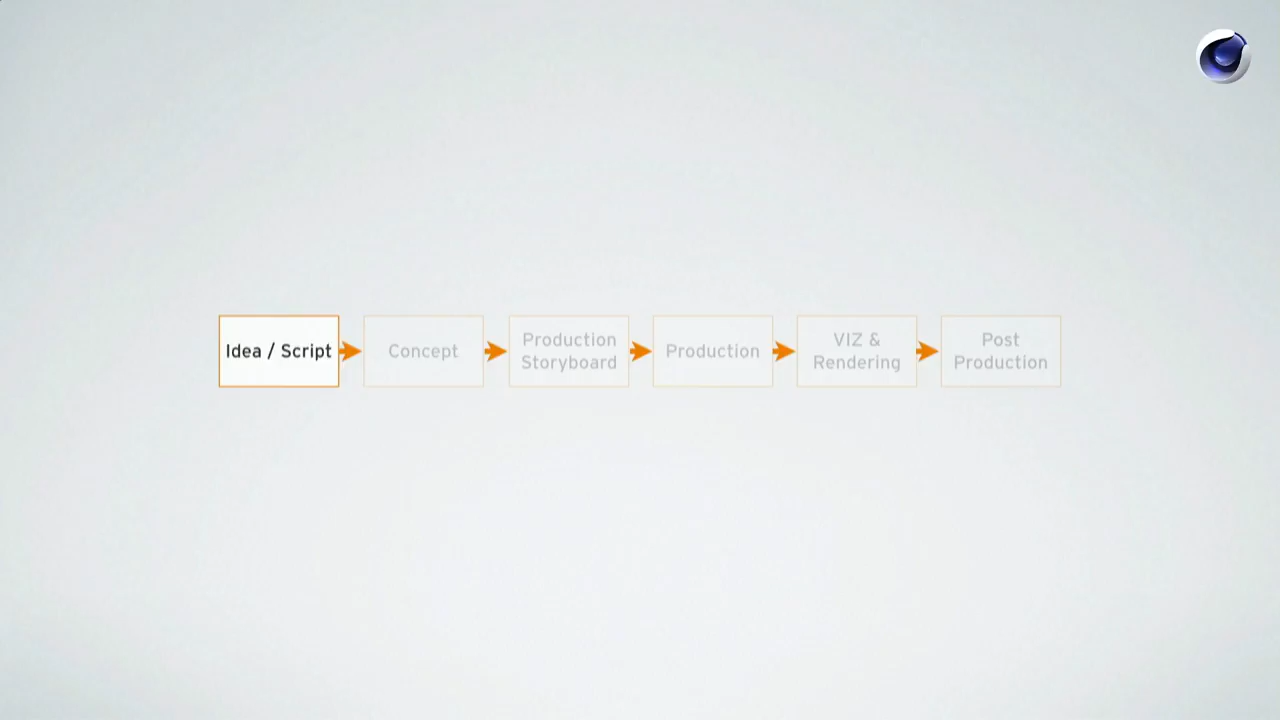 Idea / Script
Concept
Production
Storyboard
Production
VIZ &
Rendering
Post
Production